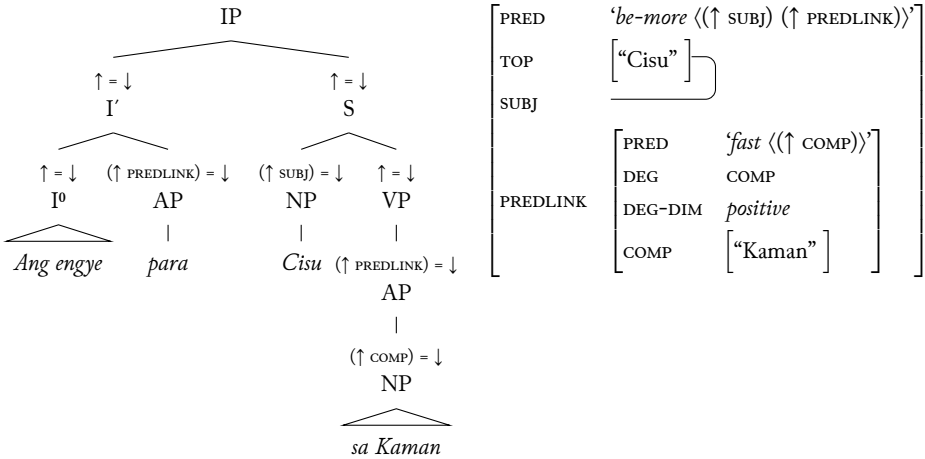 IP
↑ = ↓ ↑ = ↓
I′ S
↑ = ↓ (↑ PREDLINK) = ↓ (↑ SUBJ) = ↓ ↑ = ↓
I⁰ AP NP VP
Ang engye para Cisu (↑ PREDLINK) = ↓
AP
(↑ COMP) = ↓
NP
sa Kaman
PRED ‘be-more ⟨(↑ SUBJ) (↑ PREDLINK)⟩’
TOP [“Cisu”]
SUBJ
PREDLINK
PRED ‘fast ⟨(↑ COMP)⟩’
DEG COMP
DEG-DIM positive
COMP [“Kaman”]